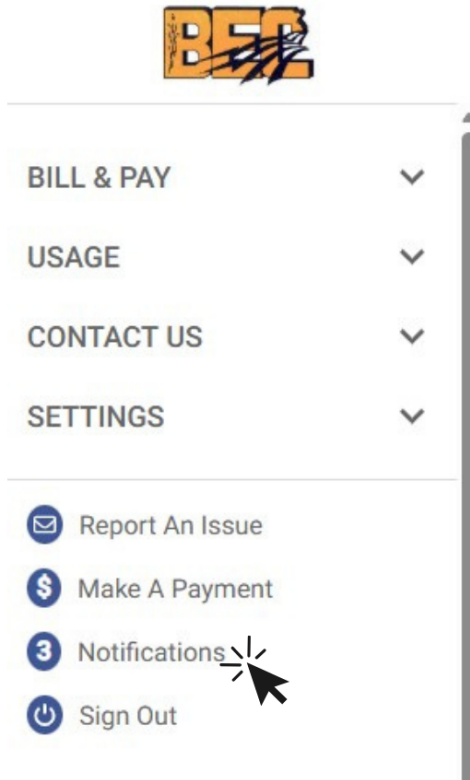 BEC
BILL & PAY
USAGE
CONTACT US
SETTINGS
Report An Issue
$ Make A Payment
3 Notifications
Sign Out